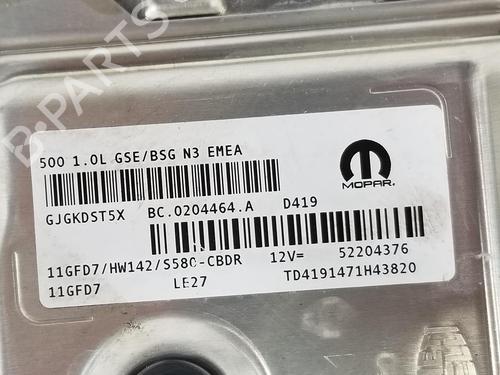 B-PARTS
500 1.0L GSE/BSG N3 EMEA
MOPAR
GJGKDST5X BC.0204464.A D419
11GFD7/HW142/S580-CBDR 12V= 52204376
11GFD7 LE27 TD4191471H43820